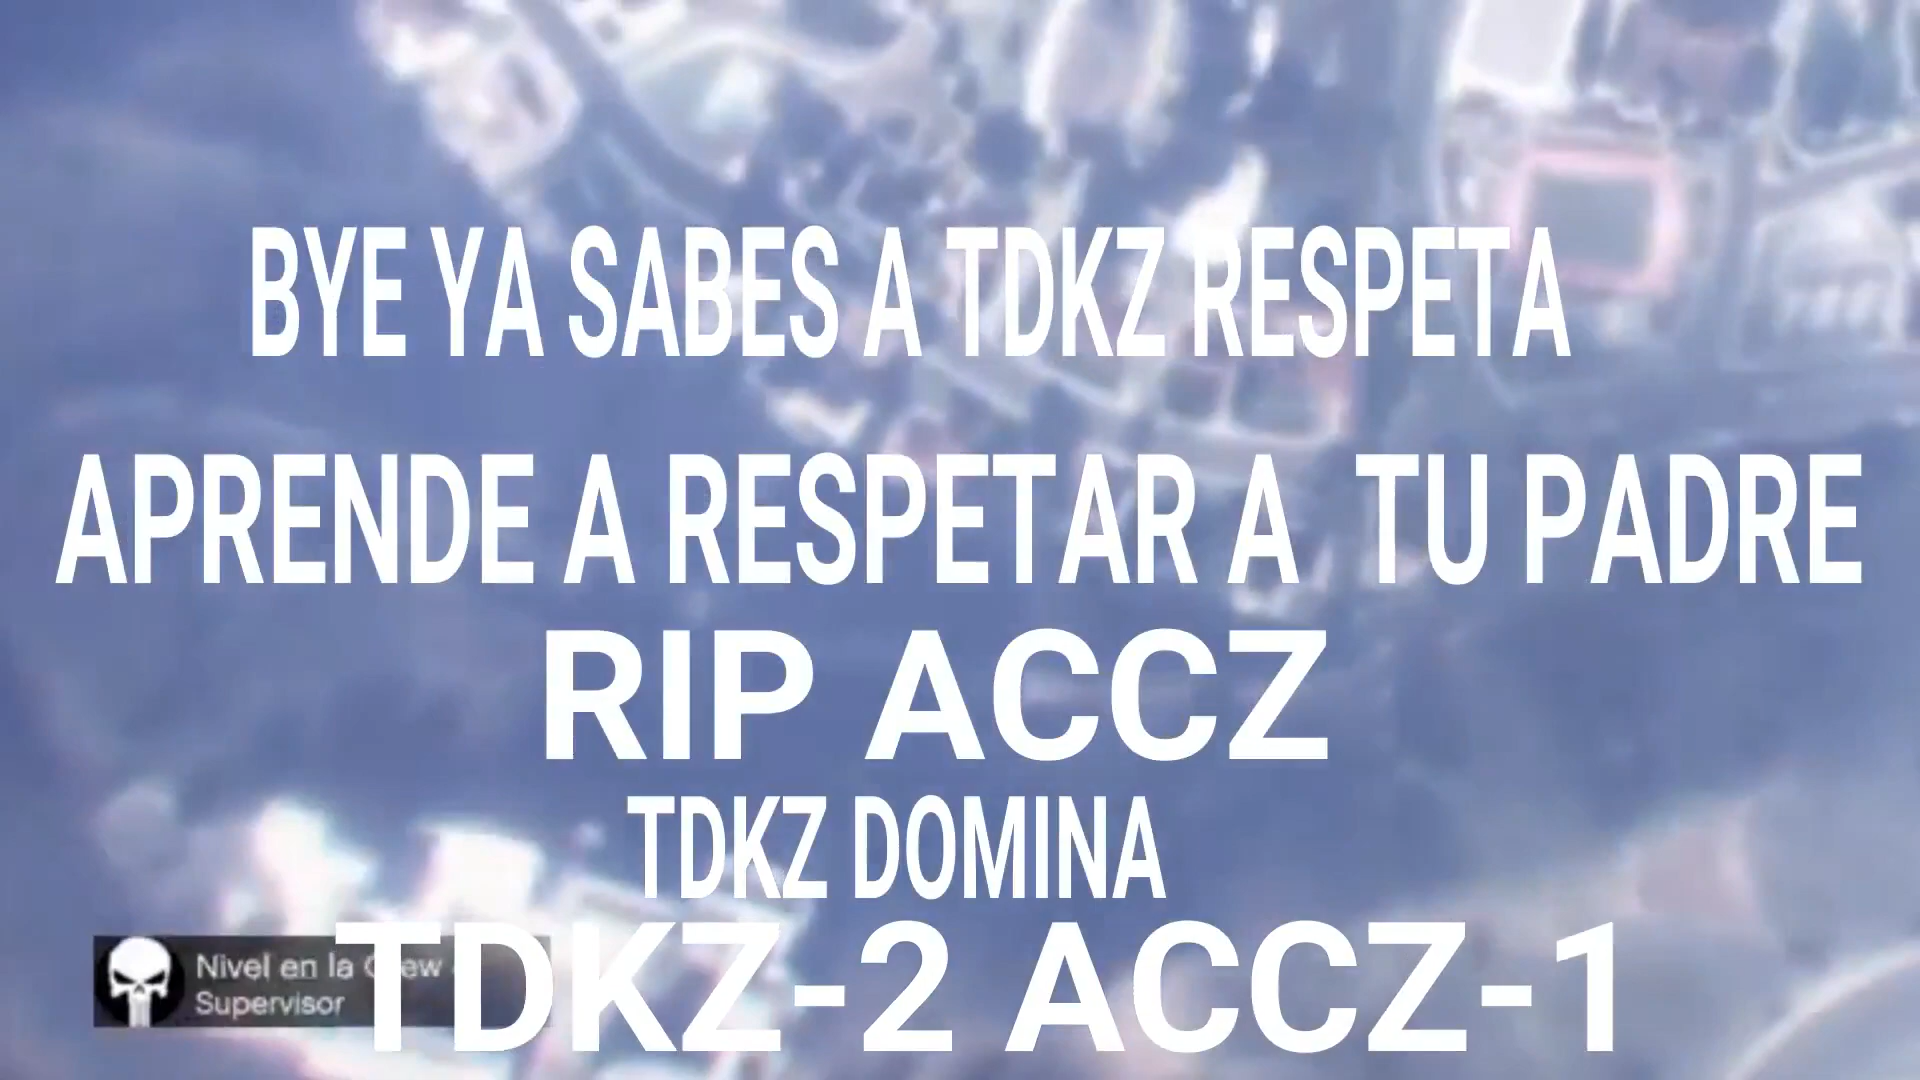 BYE YA SABES A TDKZ RESPETA
APRENDE A RESPETAR A TU PADRE
RIP ACCZ
TDKZ DOMINA
TDKZ-2 ACCZ-1
Nivel en la Crew
Supervisor